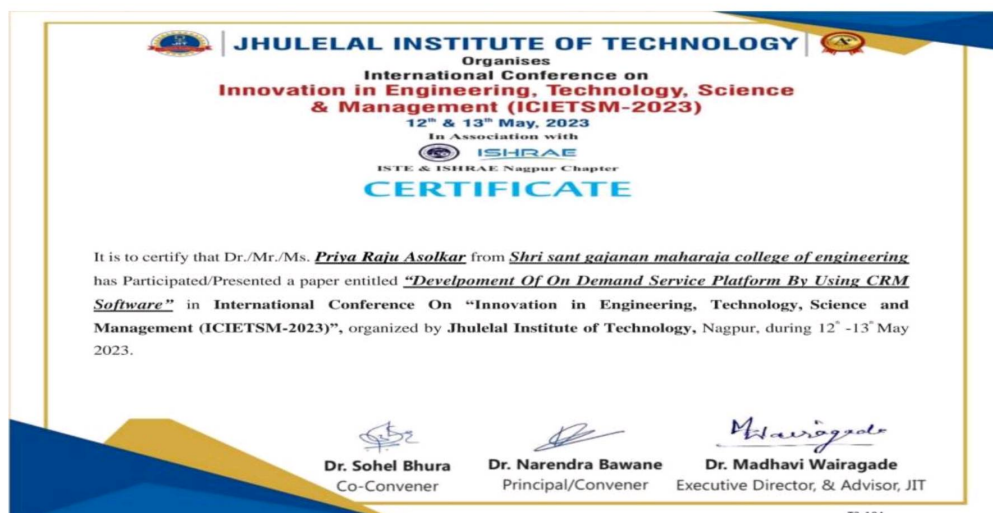 JHULELAL INSTITUTE OF TECHNOLOGY
Organises
International Conference on
Innovation in Engineering, Technology, Science
& Management (ICIETSM-2023)
12th & 13th May, 2023
In Association with
ISHRAE
ISTE & ISHRAE Nagpur Chapter
CERTIFICATE
It is to certify that Dr./Mr./Ms. Priya Raju Asolkar from Shri sant gajanan maharaja college of engineering
has Participated/Presented a paper entitled “Develpoment Of On Demand Service Platform By Using CRM
Software” in International Conference On “Innovation in Engineering, Technology, Science and
Management (ICIETSM-2023)”, organized by Jhulelal Institute of Technology, Nagpur, during 12° -13° May
2023.
Dr. Sohel Bhura Dr. Narendra Bawane Dr. Madhavi Wairagade
Co-Convener Principal/Convener Executive Director, & Advisor, JIT